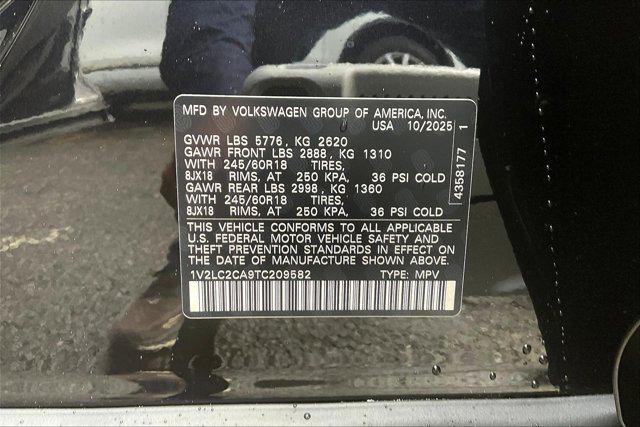 MFD BY VOLKSWAGEN GROUP OF AMERICA, INC.
USA 10/2025
GVWR LBS 5776, KG 2620
GAWR FRONT LBS 2888, KG 1310
WITH 245/60R18 TIRES,
8JX18 RIMS, AT 250 KPA, 36 PSI COLD
GAWR REAR LBS 2998, KG 1360
WITH 245/60R18 TIRES,
8JX18 RIMS, AT 250 KPA, 36 PSI COLD
4358177 1
THIS VEHICLE CONFORMS TO ALL APPLICABLE
U.S. FEDERAL MOTOR VEHICLE SAFETY AND
THEFT PREVENTION STANDARDS IN EFFECT ON
THE DATE OF MANUFACTURE SHOWN ABOVE.
1V2LC2CA9TC209582 TYPE: MPV